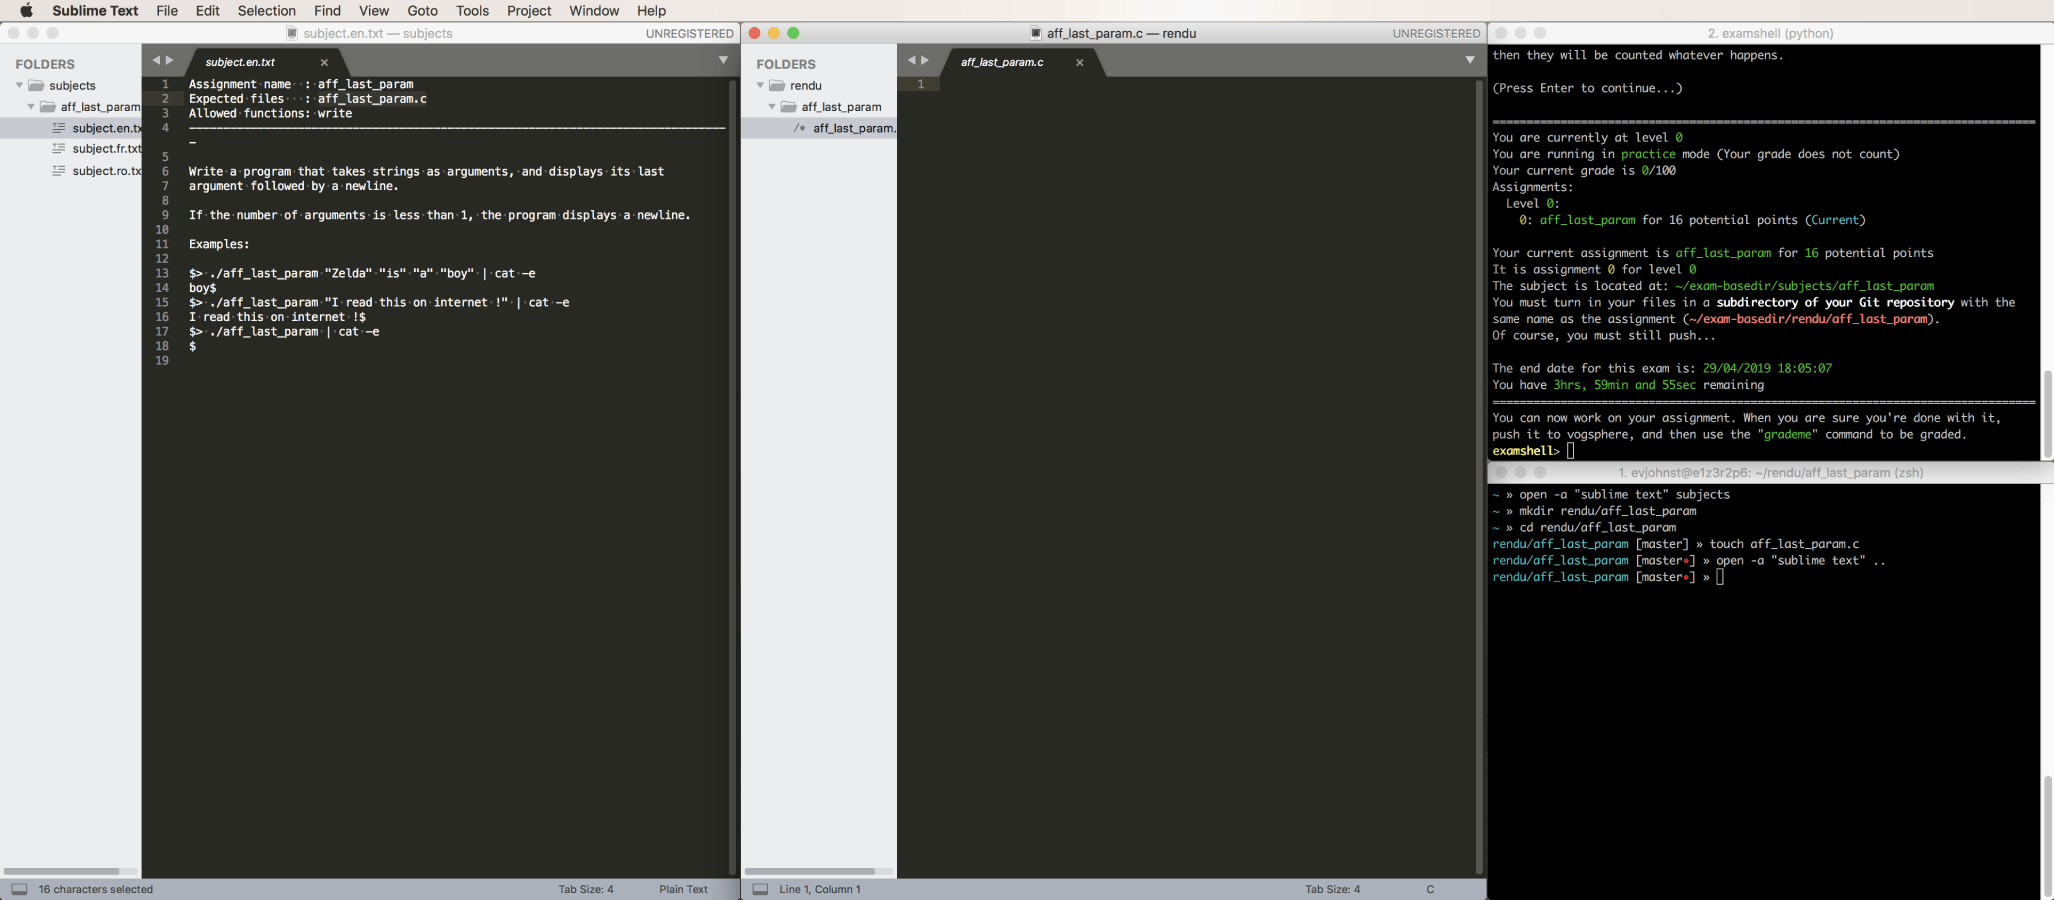 Sublime Text File Edit Selection Find View Goto Tools Project Window Help
subject.en.txt — subjects UNREGISTERED
FOLDERS
subjects
aff_last_param
subject.en.tx
subject.fr.txt
subject.ro.tx
subject.en.txt ×
1 Assignment name : aff_last_param
2 Expected files : aff_last_param.c
3 Allowed functions: write
4 --------------------------------------------------------------------------------
5
6 Write a program that takes strings as arguments, and displays its last
7 argument followed by a newline.
8
9 If the number of arguments is less than 1, the program displays a newline.
10
11 Examples:
12
13 $> ./aff_last_param "Zelda" "is" "a" "boy" | cat -e
14 boy$
15 $> ./aff_last_param "I read this on internet !" | cat -e
16 I read this on internet !$
17 $> ./aff_last_param | cat -e
18 $
19
16 characters selected Tab Size: 4 Plain Text
aff_last_param.c — rendu UNREGISTERED
FOLDERS
rendu
aff_last_param
/* aff_last_param.
aff_last_param.c ×
1
Line 1, Column 1 Tab Size: 4 C
2. examshell (python)
then they will be counted whatever happens.
(Press Enter to continue...)
================================================================================
You are currently at level 0
You are running in practice mode (Your grade does not count)
Your current grade is 0/100
Assignments:
Level 0:
0: aff_last_param for 16 potential points (Current)
Your current assignment is aff_last_param for 16 potential points
It is assignment 0 for level 0
The subject is located at: ~/exam-basedir/subjects/aff_last_param
You must turn in your files in a subdirectory of your Git repository with the
same name as the assignment (~/exam-basedir/rendu/aff_last_param).
Of course, you must still push...
The end date for this exam is: 29/04/2019 18:05:07
You have 3hrs, 59min and 55sec remaining
================================================================================
You can now work on your assignment. When you are sure you're done with it,
push it to vogsphere, and then use the "grademe" command to be graded.
examshell>
1. evjohnst@e1z3r2p6: ~/rendu/aff_last_param (zsh)
~ » open -a "sublime text" subjects
~ » mkdir rendu/aff_last_param
~ » cd rendu/aff_last_param
rendu/aff_last_param [master] » touch aff_last_param.c
rendu/aff_last_param [master•] » open -a "sublime text" ..
rendu/aff_last_param [master•] »